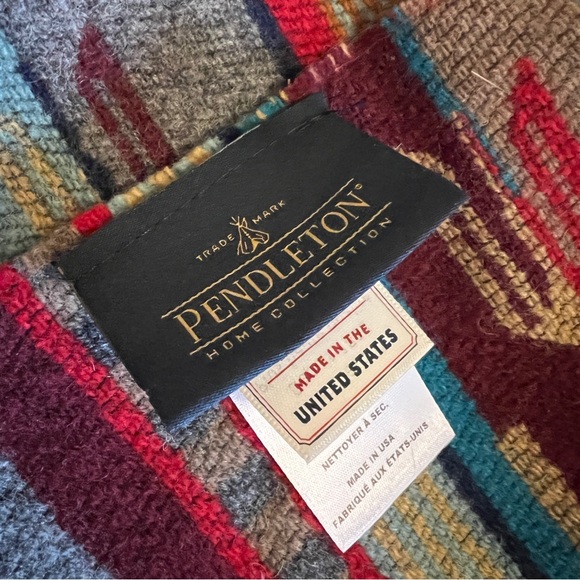 TRADE MARK
PENDLETON®
HOME COLLECTION
MADE IN THE
UNITED STATES
NETTOYER À SEC.
MADE IN USA
FABRIQUÉ AUX ÉTATS-UNIS